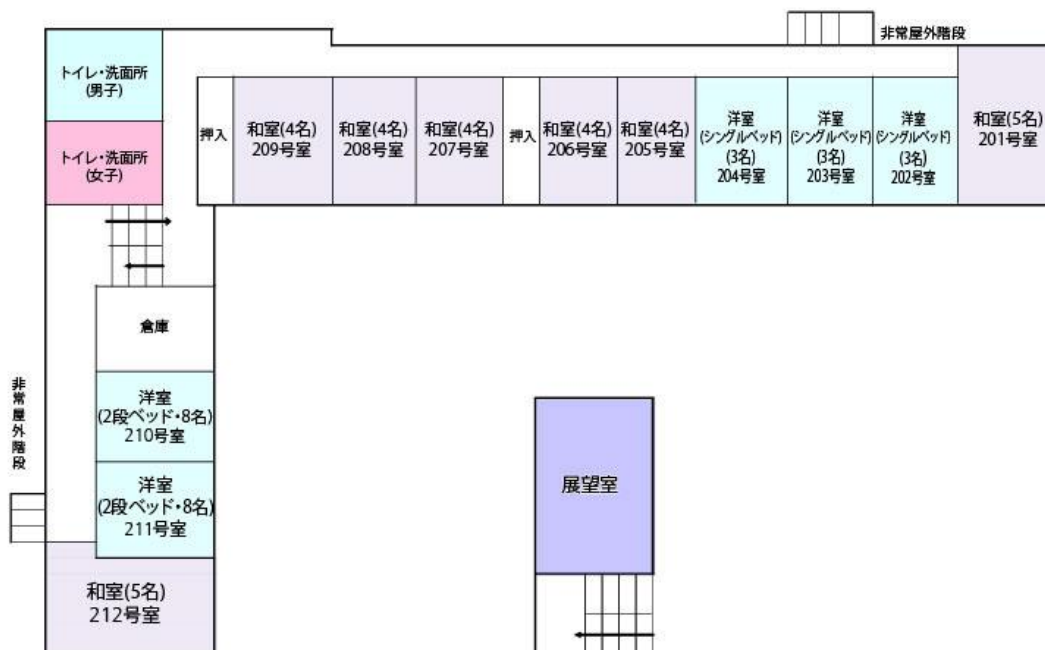 非常屋外階段
トイレ・洗面所
(男子)
トイレ・洗面所
(女子)
押入
和室(4名)
209号室
和室(4名)
208号室
和室(4名)
207号室
押入
和室(4名)
206号室
和室(4名)
205号室
洋室
(シングルベッド)
(3名)
204号室
洋室
(シングルベッド)
(3名)
203号室
洋室
(シングルベッド)
(3名)
202号室
和室(5名)
201号室
倉庫
非常屋外階段
洋室
(2段ベッド・8名)
210号室
洋室
(2段ベッド・8名)
211号室
和室(5名)
212号室
展望室